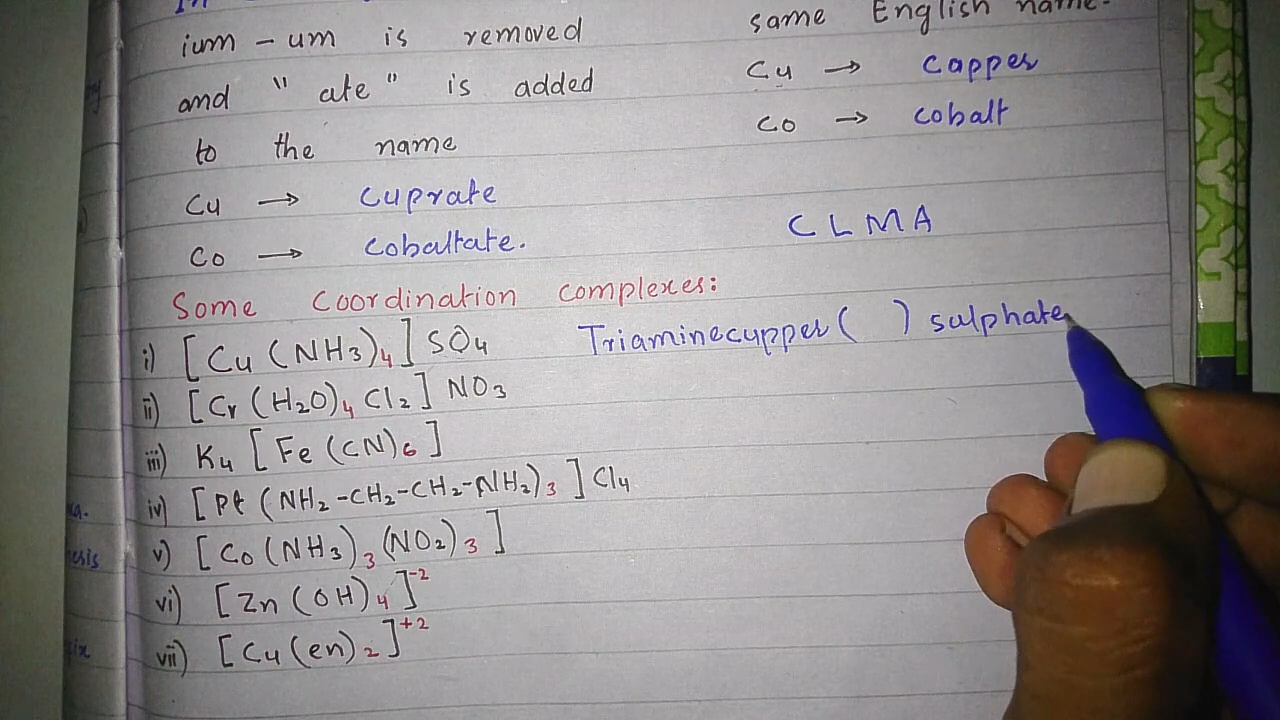 ium - um is removed
and " ate " is added
to the name
Cu → cuprate
Co → cobaltate.
same English name.
Cu → capper
Co → cobalt
CLMA
Some Coordination complexes:
i) [Cu(NH3)4]SO4 Triaminecupper( ) sulphate
ii) [Cr(H2O)4Cl2]NO3
iii) K4[Fe(CN)6]
iv) [Pt(NH2-CH2-CH2-NH2)3]Cl4
v) [Co(NH3)3(NO2)3]
vi) [Zn(OH)4]-2
vii) [Cu(en)2]+2